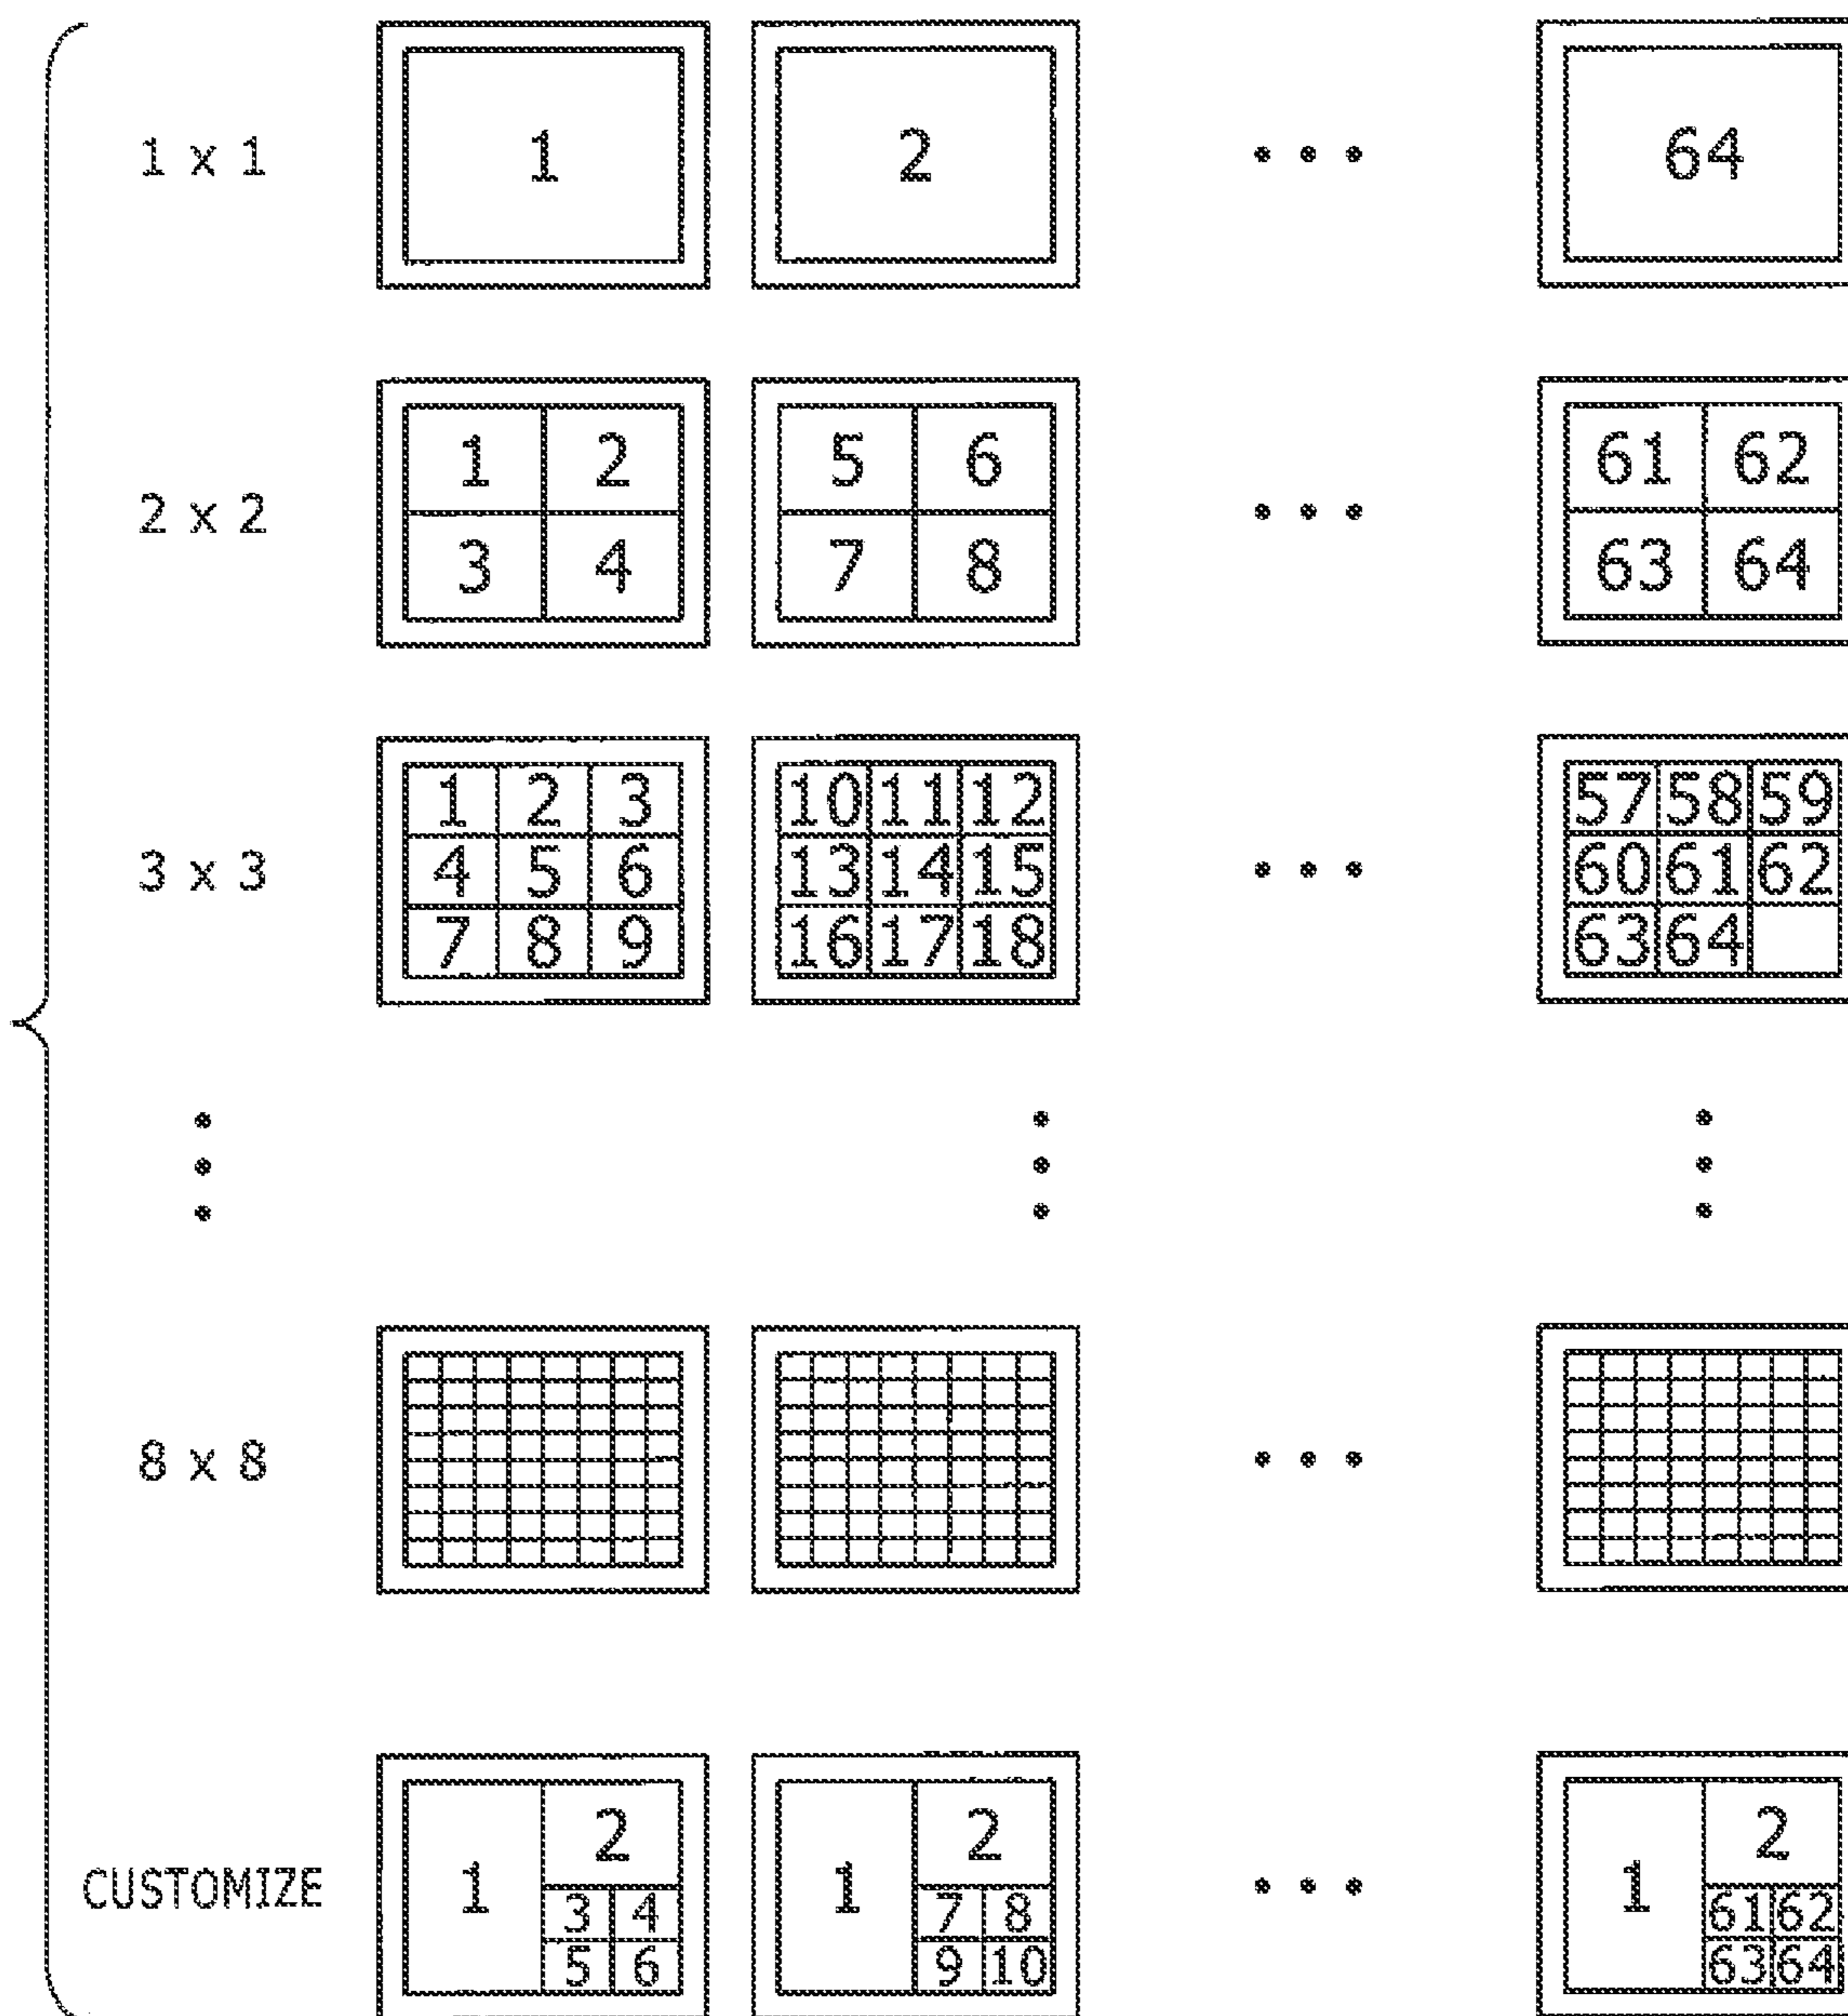 1 x 1 1 2 • • • 64
2 x 2 1 2 5 6 • • • 61 62
3 4 7 8 63 64
3 x 3 1 2 3 10 11 12 • • • 57 58 59
4 5 6 13 14 15 60 61 62
7 8 9 16 17 18 63 64
8 x 8 • • •
CUSTOMIZE 1 2 1 2 • • • 1 2
3 4 7 8 61 62
5 6 9 10 63 64